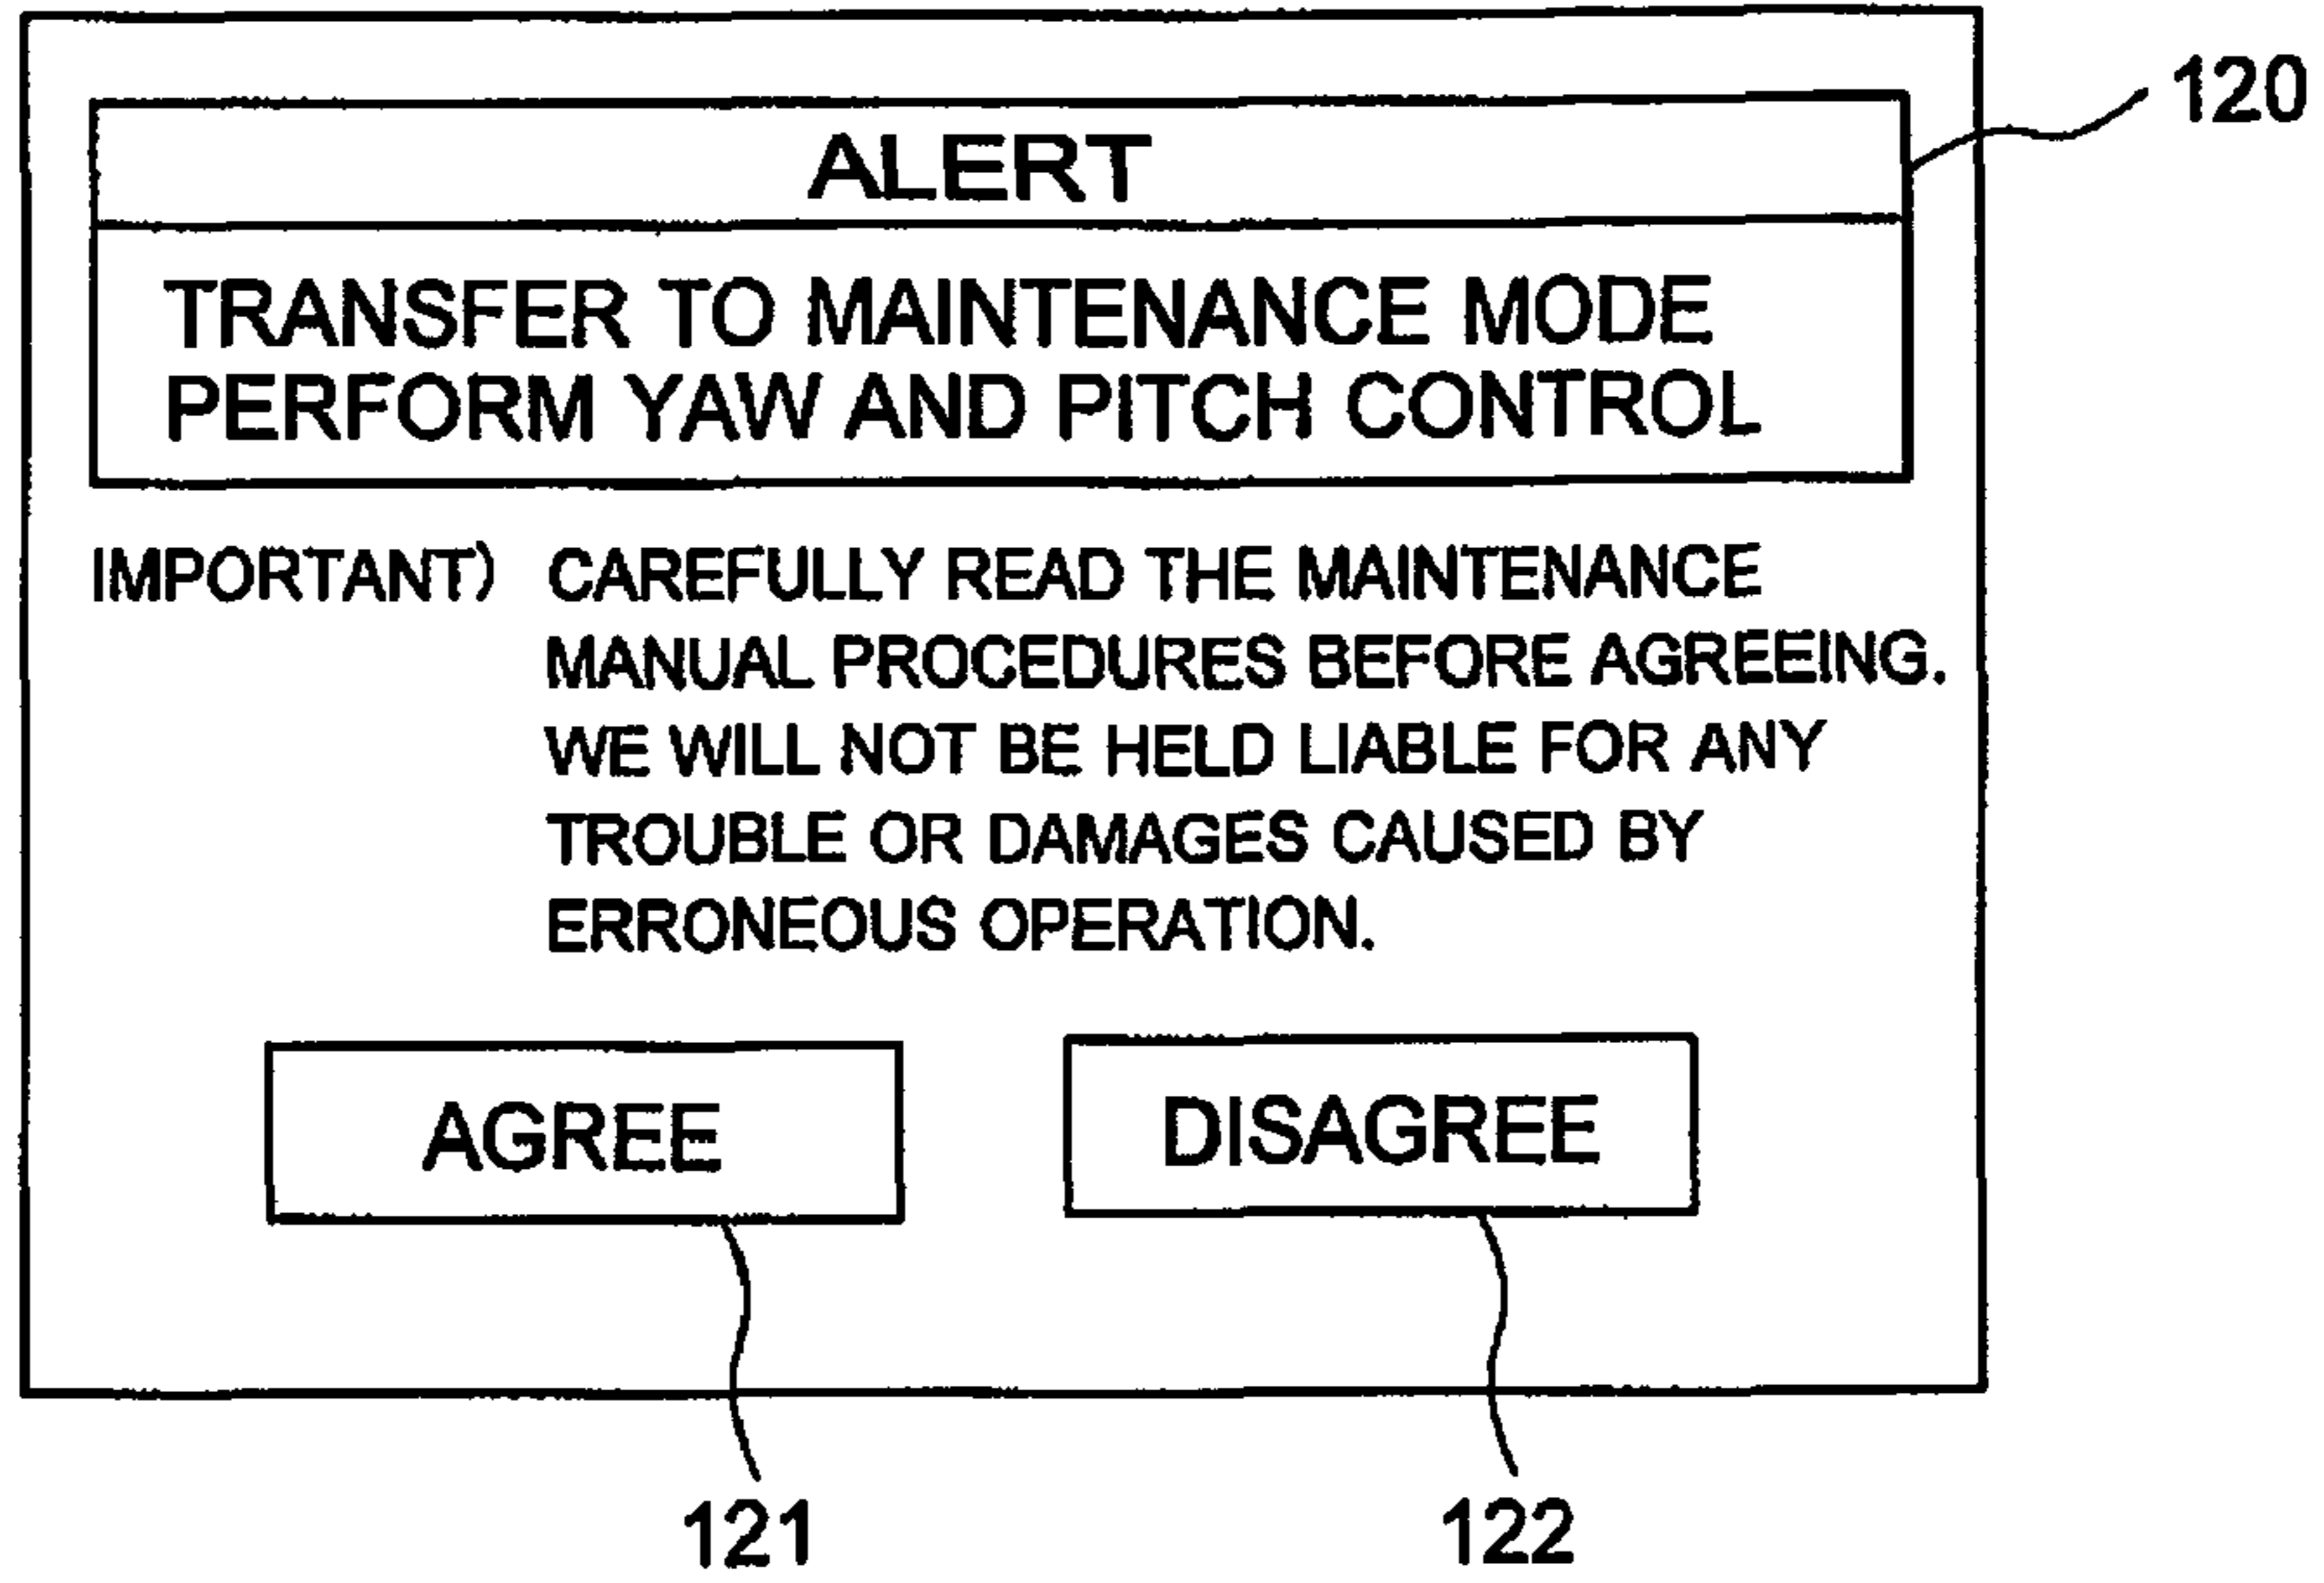 120
ALERT
TRANSFER TO MAINTENANCE MODE
PERFORM YAW AND PITCH CONTROL
IMPORTANT) CAREFULLY READ THE MAINTENANCE
MANUAL PROCEDURES BEFORE AGREEING.
WE WILL NOT BE HELD LIABLE FOR ANY
TROUBLE OR DAMAGES CAUSED BY
ERRONEOUS OPERATION.
AGREE DISAGREE
121 122